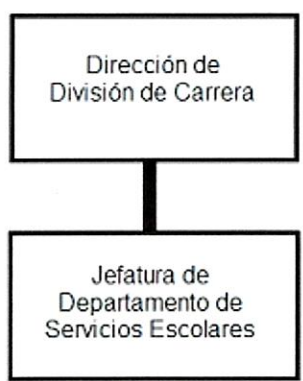 Dirección de
División de Carrera
Jefatura de
Departamento de
Servicios Escolares